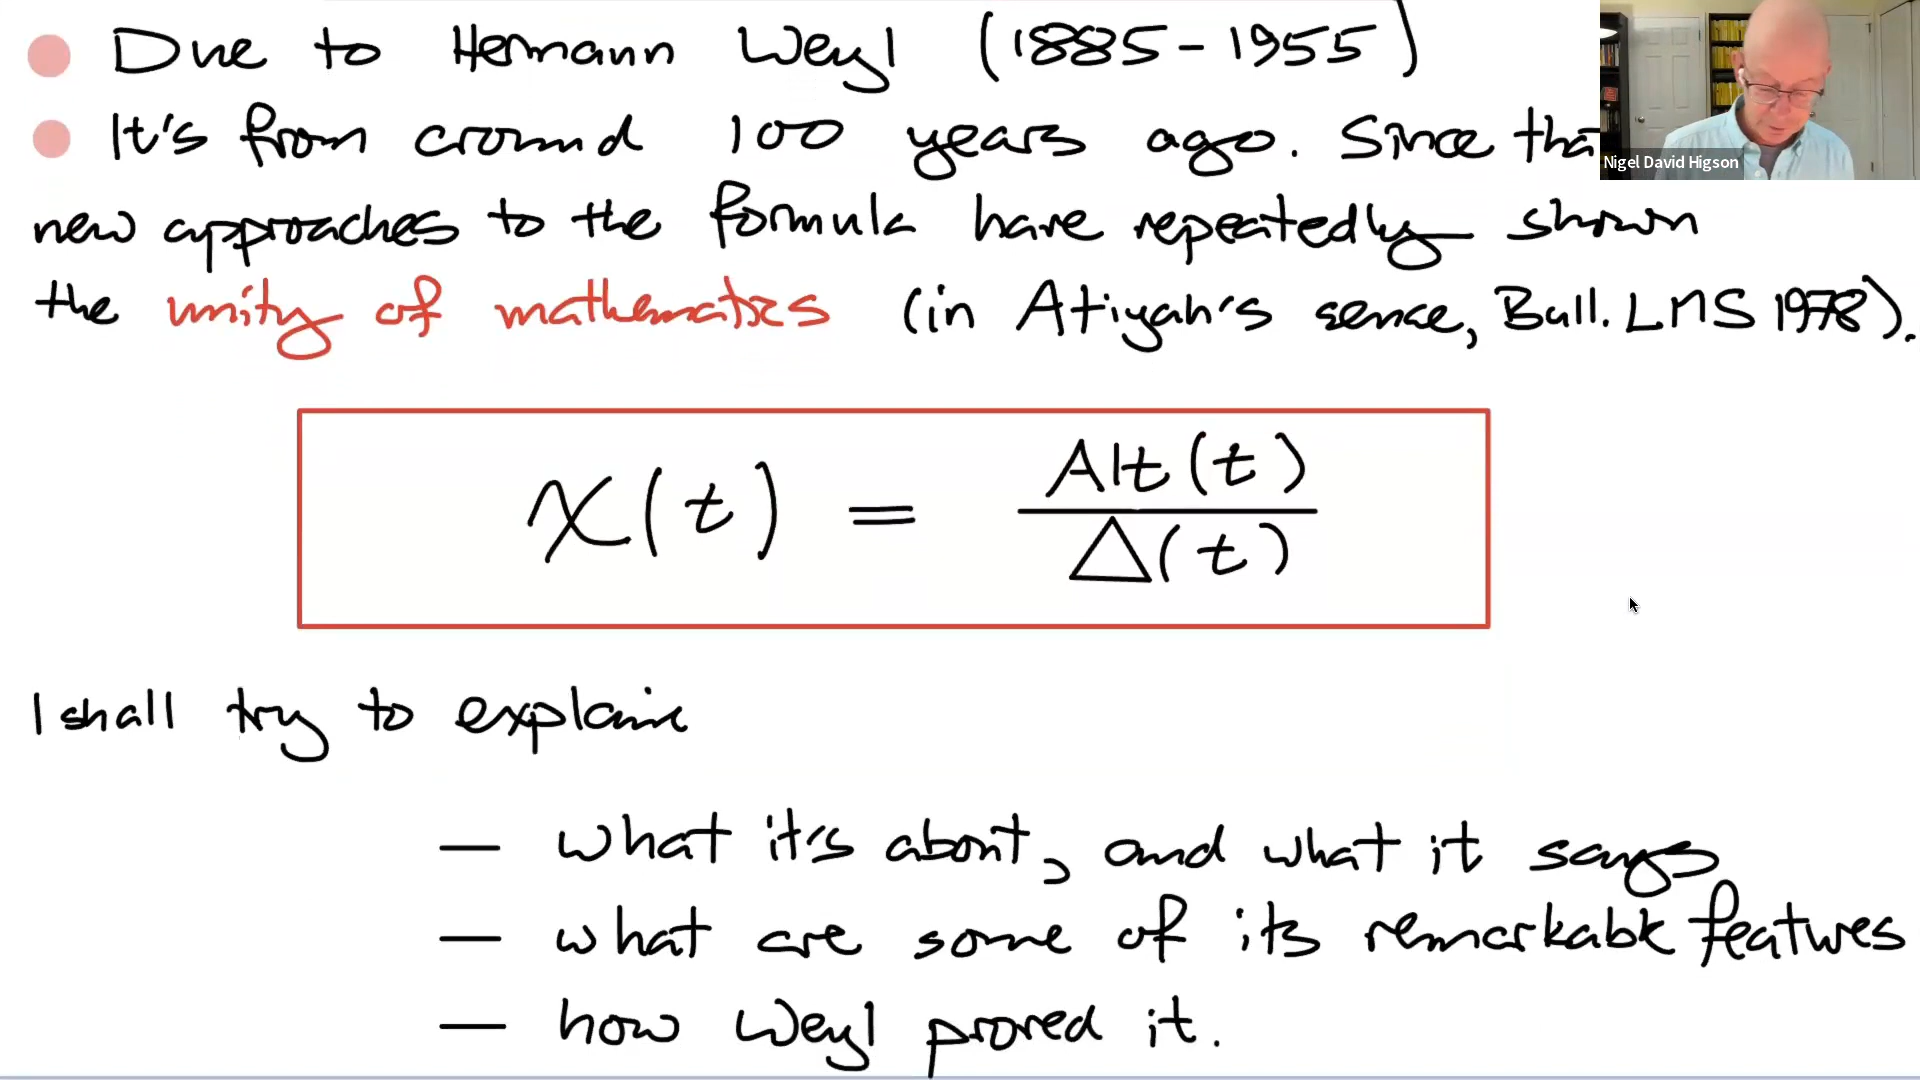 Due to Hermann Weyl (1885-1955)
It's from around 100 years ago. Since tha
new approaches to the formula have repeatedly shown
the unity of mathematics (in Atiyah's sense, Bull. LMS 1978).
χ(t) = Alt(t) / Δ(t)
I shall try to explain
— what it's about, and what it says
— what are some of its remarkable features
— how Weyl proved it.
Nigel David Higson